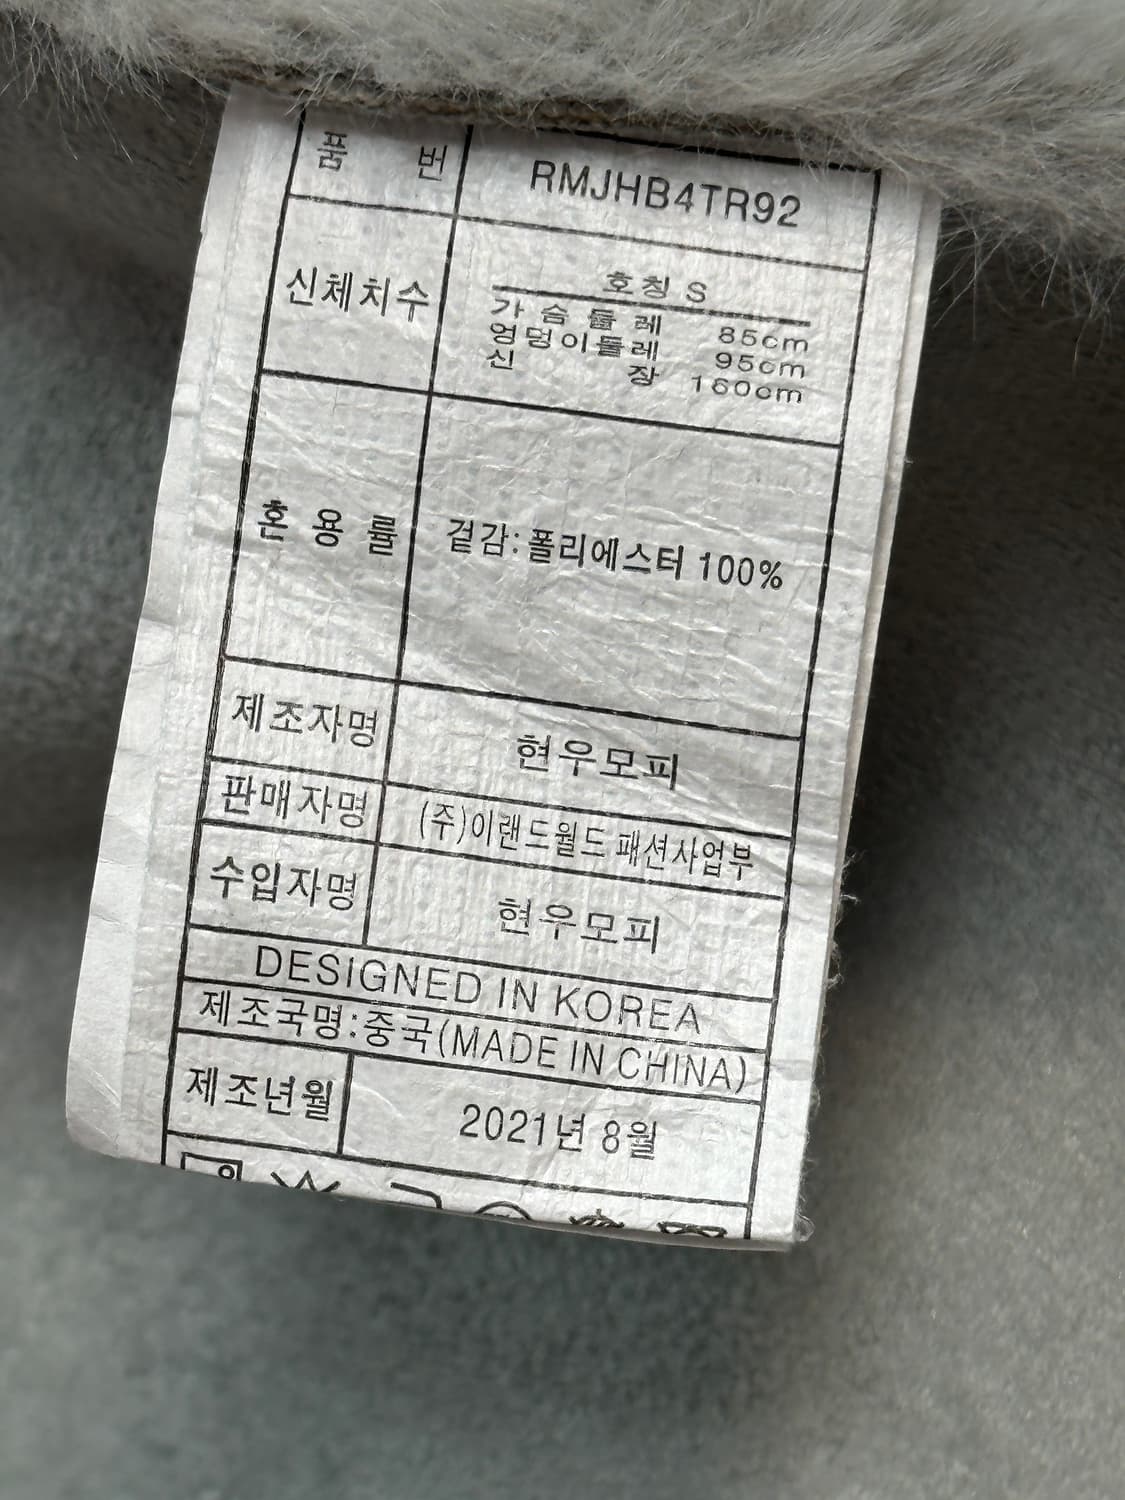 품 번 RMJHB4TR92
신체치수
호칭 S
가슴둘레 85cm
엉덩이둘레 95cm
신 장 160cm
혼용률 겉감:폴리에스터 100%
제조자명 현우모피
판매자명 (주)이랜드월드 패션사업부
수입자명 현우모피
DESIGNED IN KOREA
제조국명:중국(MADE IN CHINA)
제조년월 2021년 8월